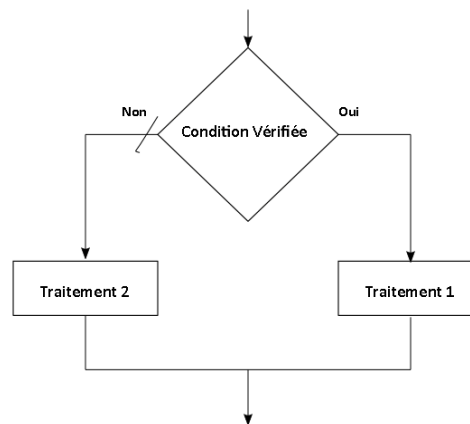 Non
Oui
Condition Vérifiée
Traitement 2
Traitement 1